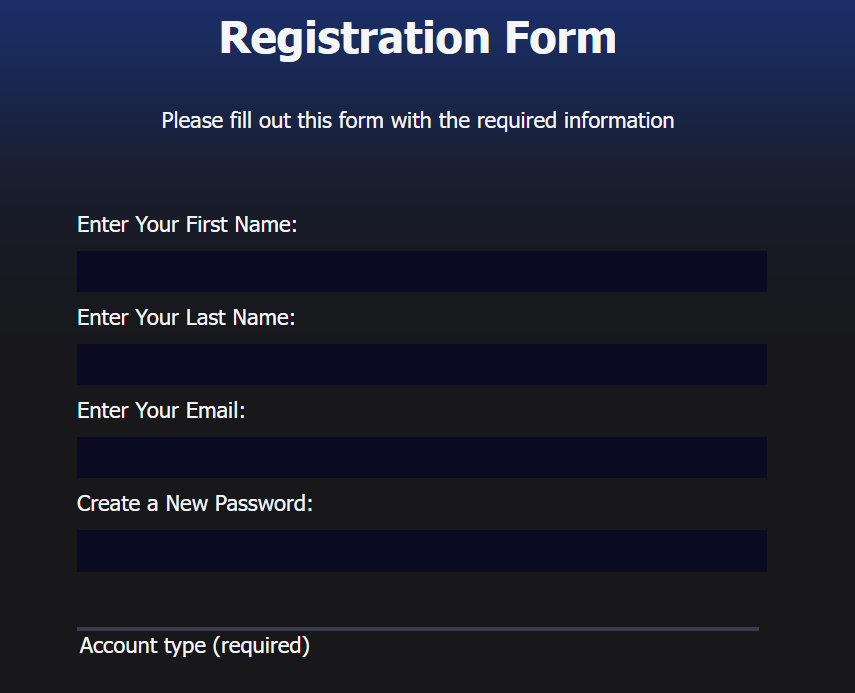 Registration Form
Please fill out this form with the required information
Enter Your First Name:
Enter Your Last Name:
Enter Your Email:
Create a New Password:
Account type (required)